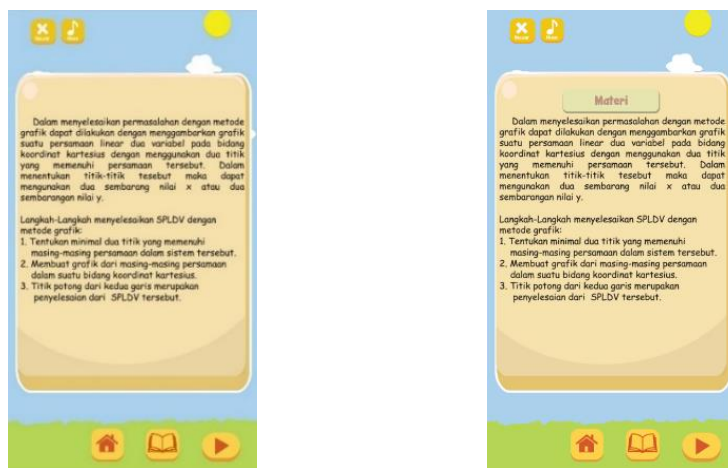 Dalam menyelesaikan permasalahan dengan metode
grafik dapat dilakukan dengan menggambarkan grafik
suatu persamaan linear dua variabel pada bidang
koordinat kartesius dengan menggunakan dua titik
yang memenuhi persamaan tersebut. Dalam
menentukan titik-titik tesebut maka dapat
mengunakan dua sembarang nilai x atau dua
sembarangan nilai y.
Langkah-Langkah menyelesaikan SPLDV dengan
metode grafik:
1. Tentukan minimal dua titik yang memenuhi
masing-masing persamaan dalam sistem tersebut.
2. Membuat grafik dari masing-masing persamaan
dalam suatu bidang koordinat kartesius.
3. Titik potong dari kedua garis merupakan
penyelesaian dari SPLDV tersebut.
Materi
Dalam menyelesaikan permasalahan dengan metode
grafik dapat dilakukan dengan menggambarkan grafik
suatu persamaan linear dua variabel pada bidang
koordinat kartesius dengan menggunakan dua titik
yang memenuhi persamaan tersebut. Dalam
menentukan titik-titik tesebut maka dapat
mengunakan dua sembarang nilai x atau dua
sembarangan nilai y.
Langkah-Langkah menyelesaikan SPLDV dengan
metode grafik:
1. Tentukan minimal dua titik yang memenuhi
masing-masing persamaan dalam sistem tersebut.
2. Membuat grafik dari masing-masing persamaan
dalam suatu bidang koordinat kartesius.
3. Titik potong dari kedua garis merupakan
penyelesaian dari SPLDV tersebut.